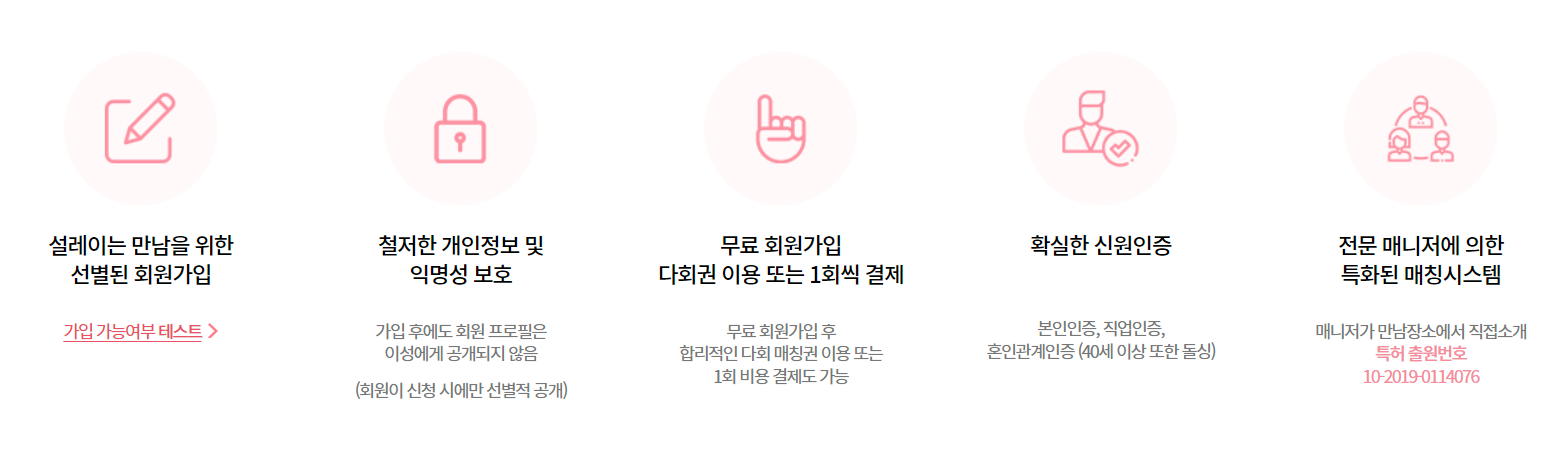 설레이는 만남을 위한
선별된 회원가입
가입 가능여부 테스트
철저한 개인정보 및
익명성 보호
가입 후에도 회원 프로필은
이성에게 공개되지 않음
(회원이 신청 시에만 선별적 공개)
무료 회원가입
다회권 이용 또는 1회씩 결제
무료 회원가입 후
합리적인 다회 매칭권 이용 또는
1회 비용 결제도 가능
확실한 신원인증
본인인증, 직업인증,
혼인관계인증 (40세 이상 또한 돌싱)
전문 매니저에 의한
특화된 매칭시스템
매니저가 만남장소에서 직접소개
특허 출원번호
10-2019-0114076